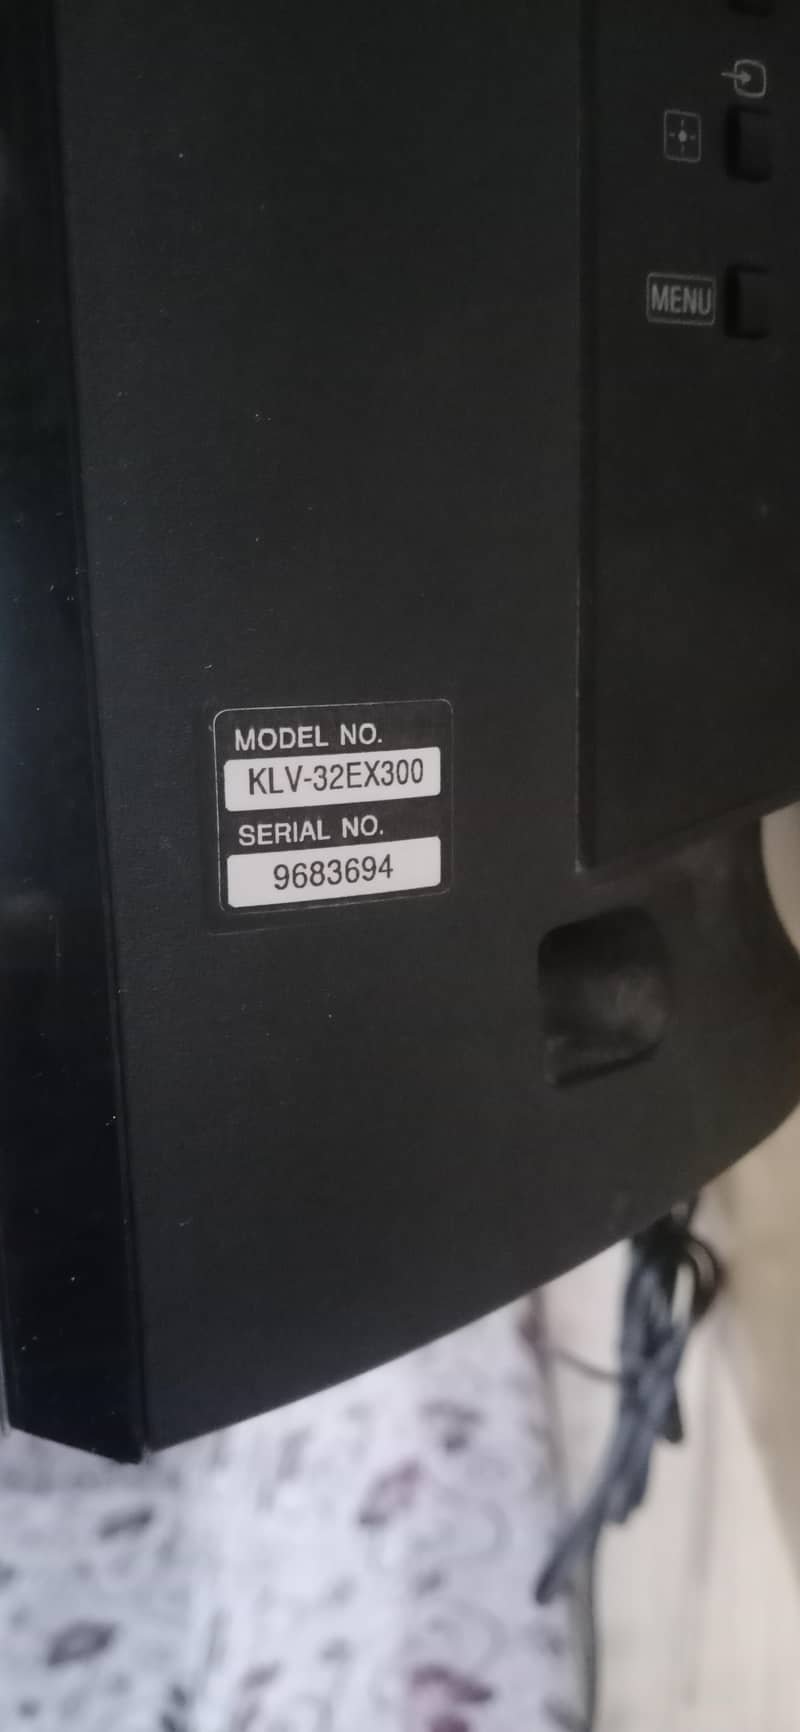 MENU
MODEL NO.
KLV-32EX300
SERIAL NO.
9683694